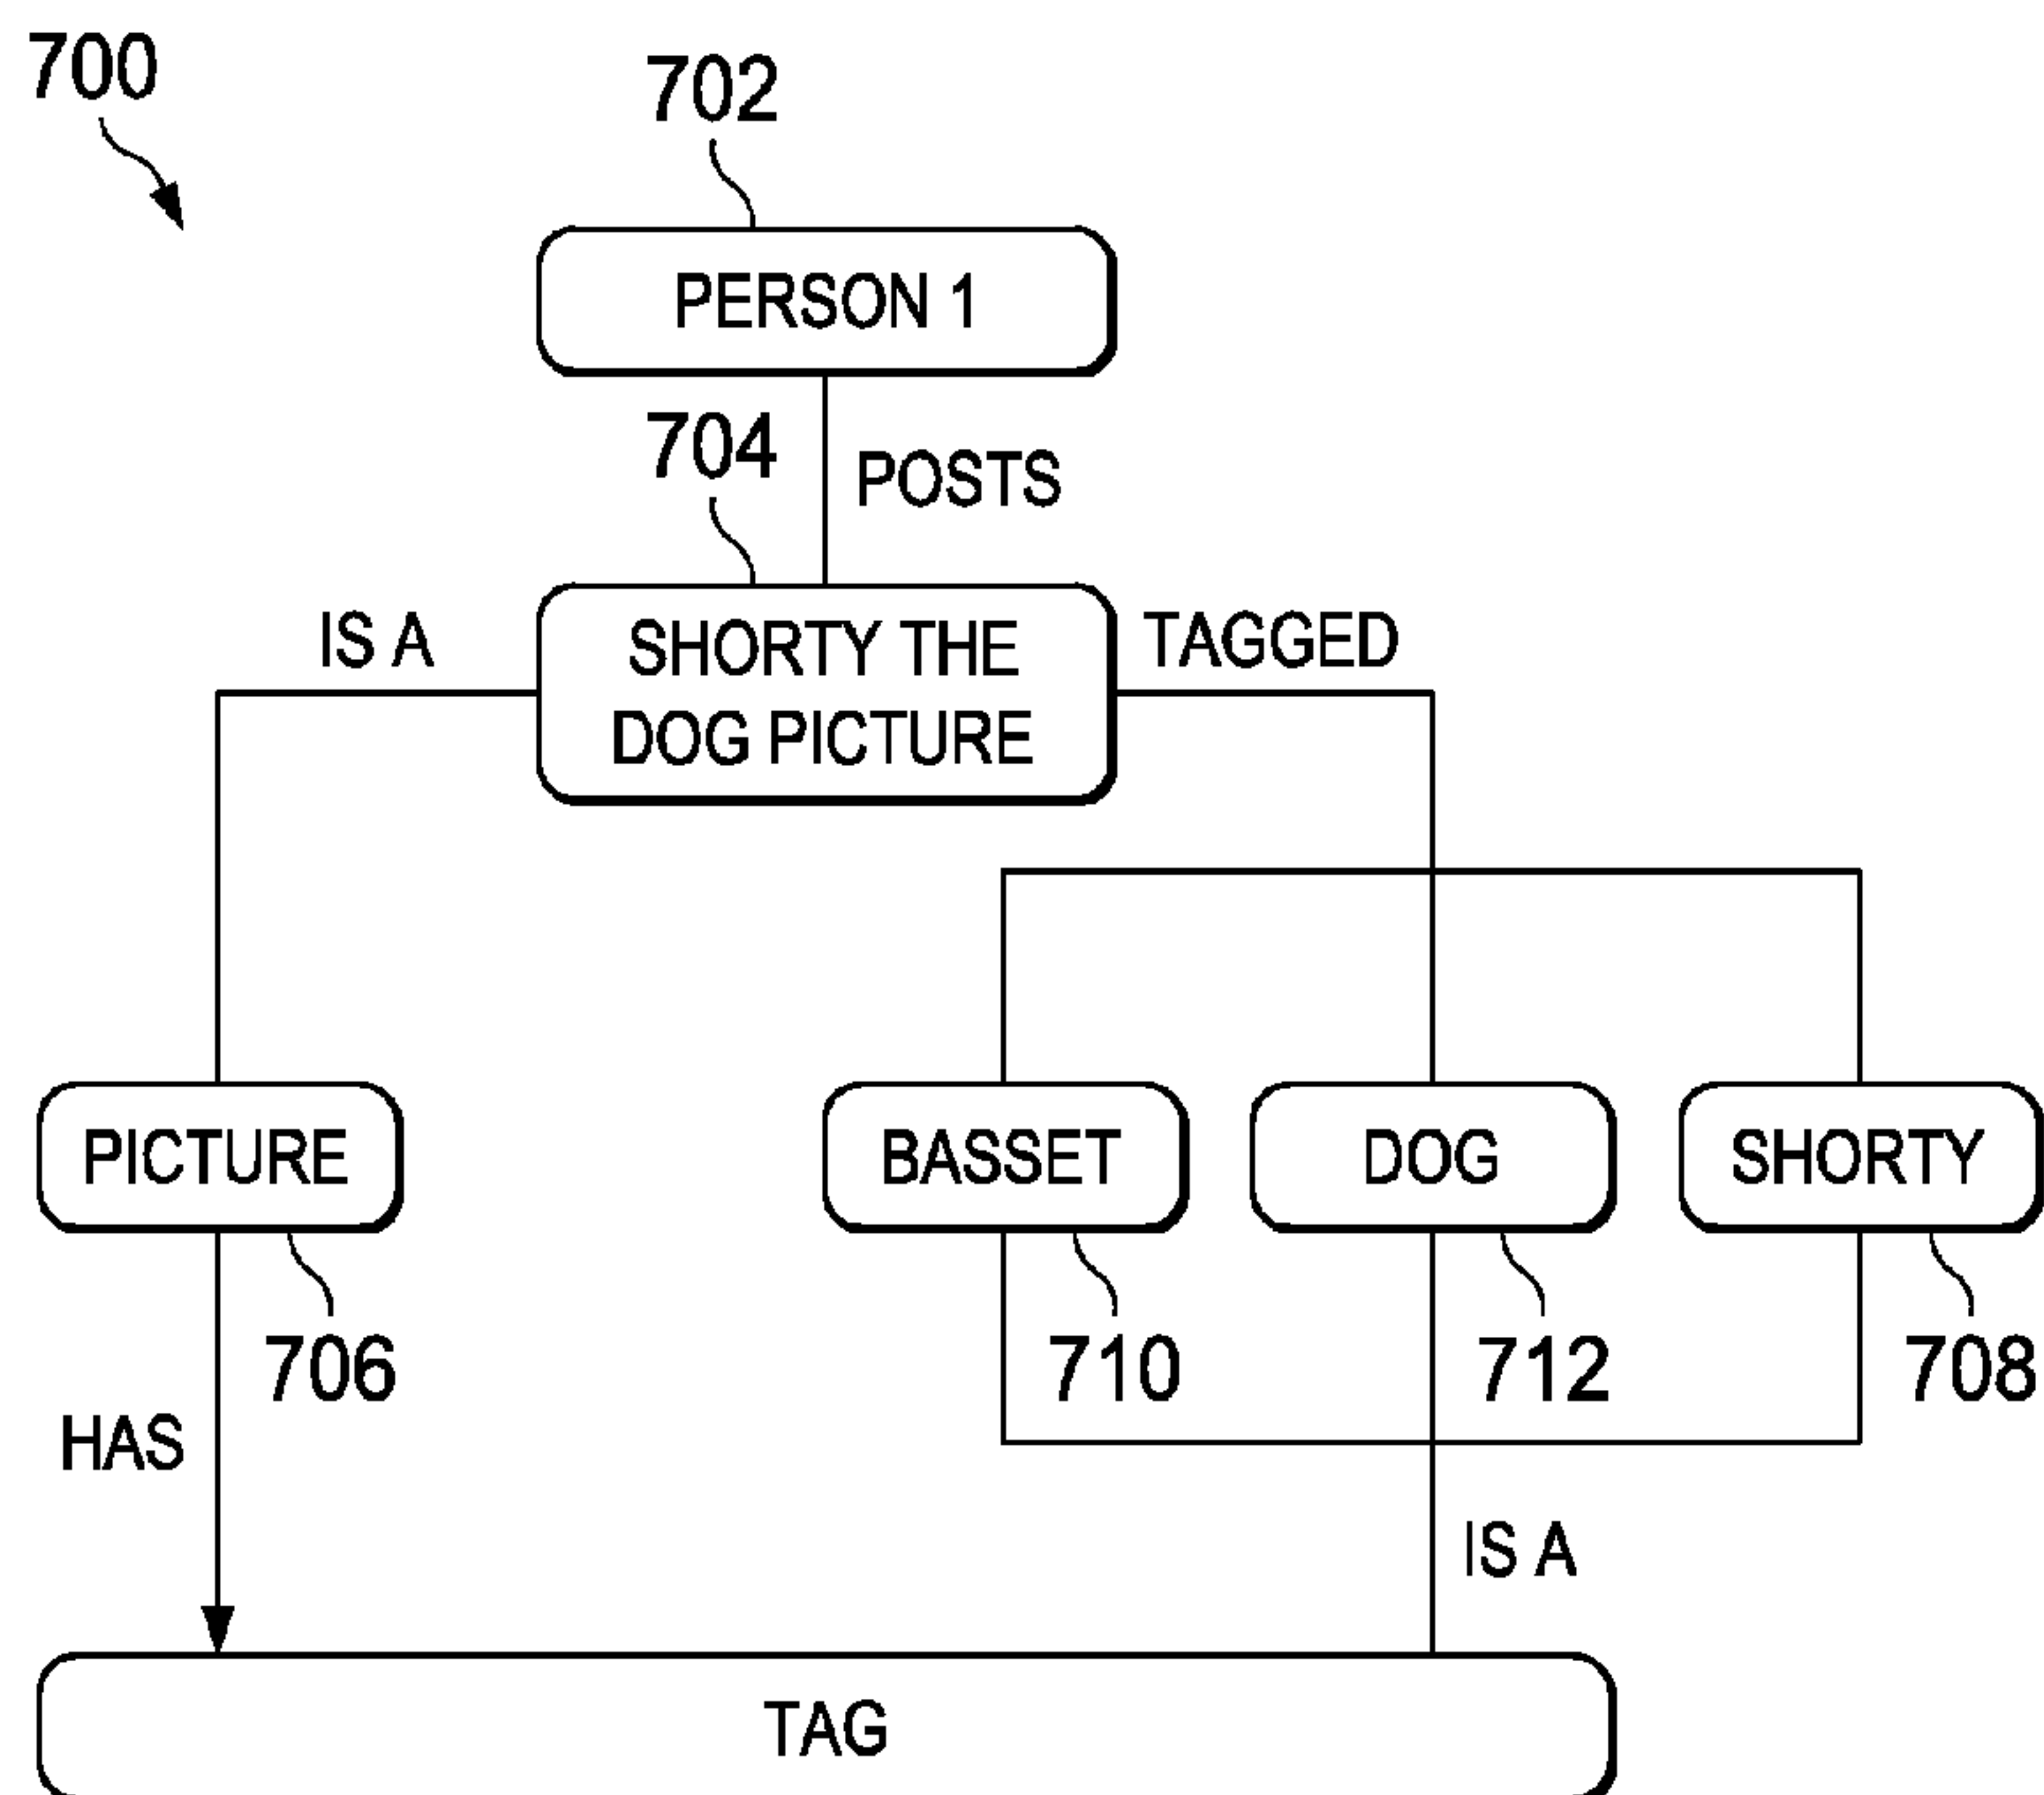 700
702
PERSON 1
704
POSTS
IS A
SHORTY THE
DOG PICTURE
TAGGED
PICTURE
BASSET
DOG
SHORTY
706
710
712
708
HAS
IS A
TAG